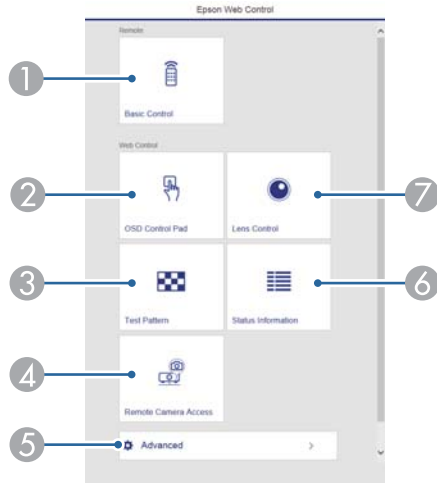 Epson Web Control
Remote
1
Basic Control
Web Control
2
7
OSD Control Pad
Lens Control
3
6
Test Pattern
Status Information
4
Remote Camera Access
5
Advanced